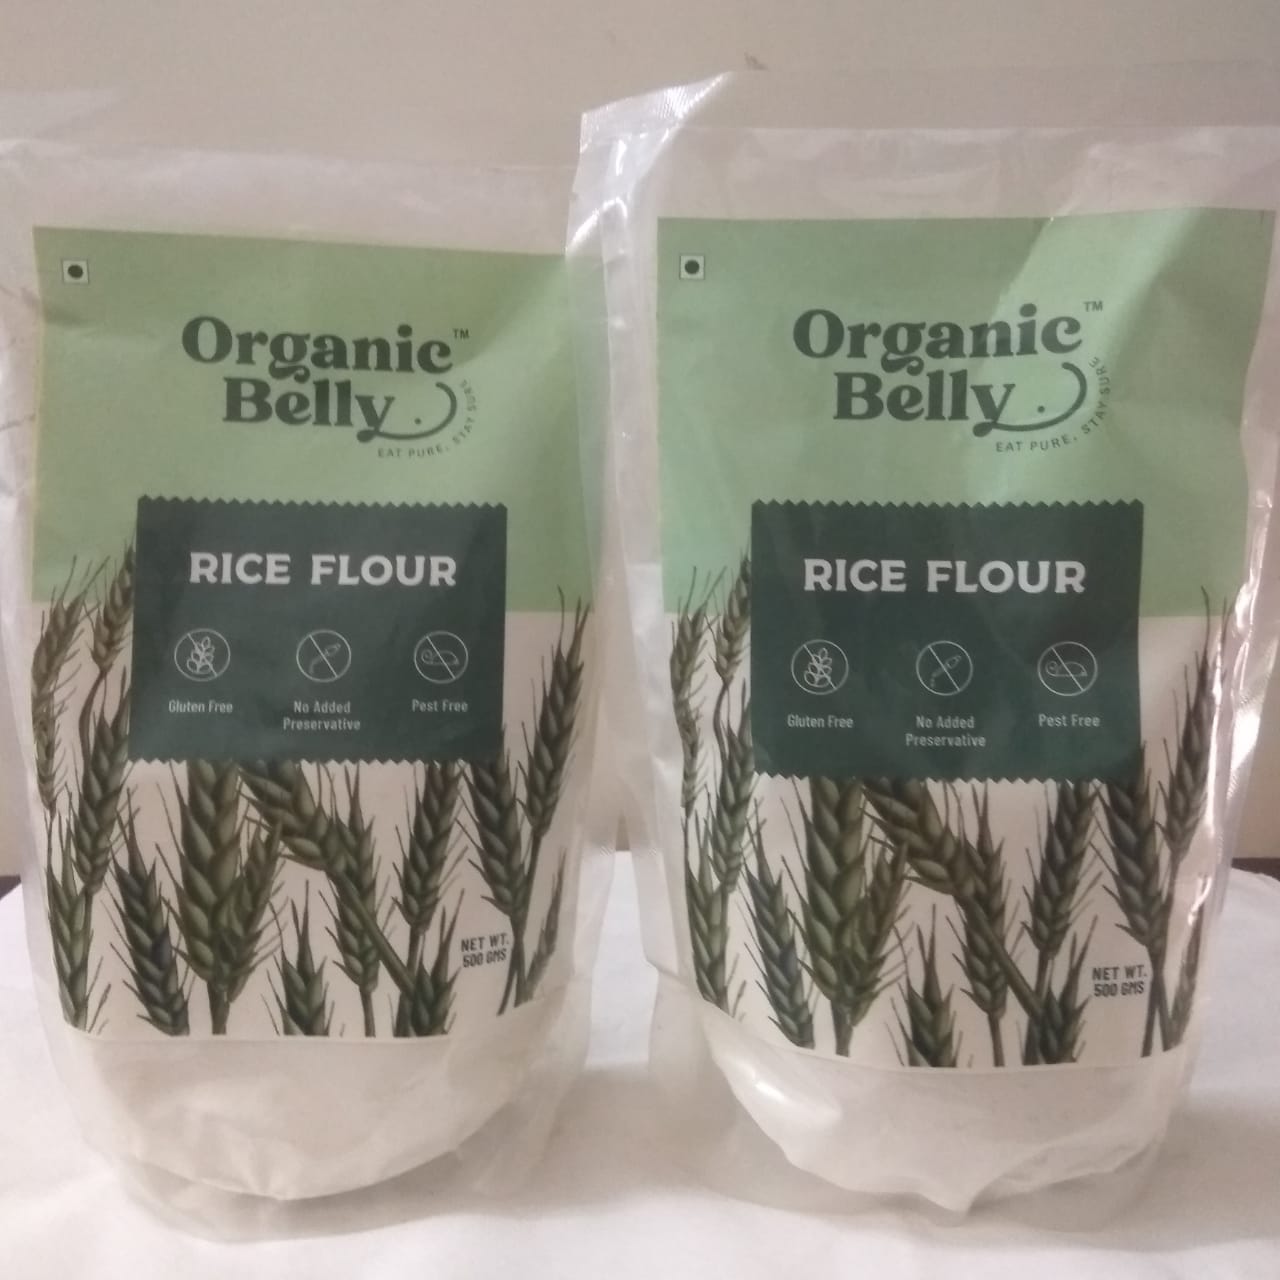 Organic™
Belly
EAT PURE, STAY SURE
RICE FLOUR
Gluten Free
No Added
Preservative
Pest Free
NET WT.
500 GMS
Organic™
Belly
EAT PURE, STAY SURE
RICE FLOUR
Gluten Free
No Added
Preservative
Pest Free
NET WT.
500 GMS